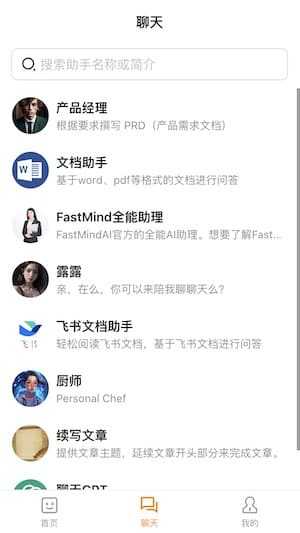 聊天
搜索助手名称或简介
产品经理
根据要求撰写 PRD（产品需求文档）
W
文档助手
基于word、pdf等格式的文档进行问答
FastMind全能助理
FastMindAI官方的全能AI助理。想要了解Fast...
露露
亲，在么，你可以来陪我聊聊天么？
飞书
飞书文档助手
轻松阅读飞书文档，基于飞书文档进行问答
厨师
Personal Chef
续写文章
提供文章主题，延续文章开头部分来完成文章。
聊天GPT
首页
聊天
我的